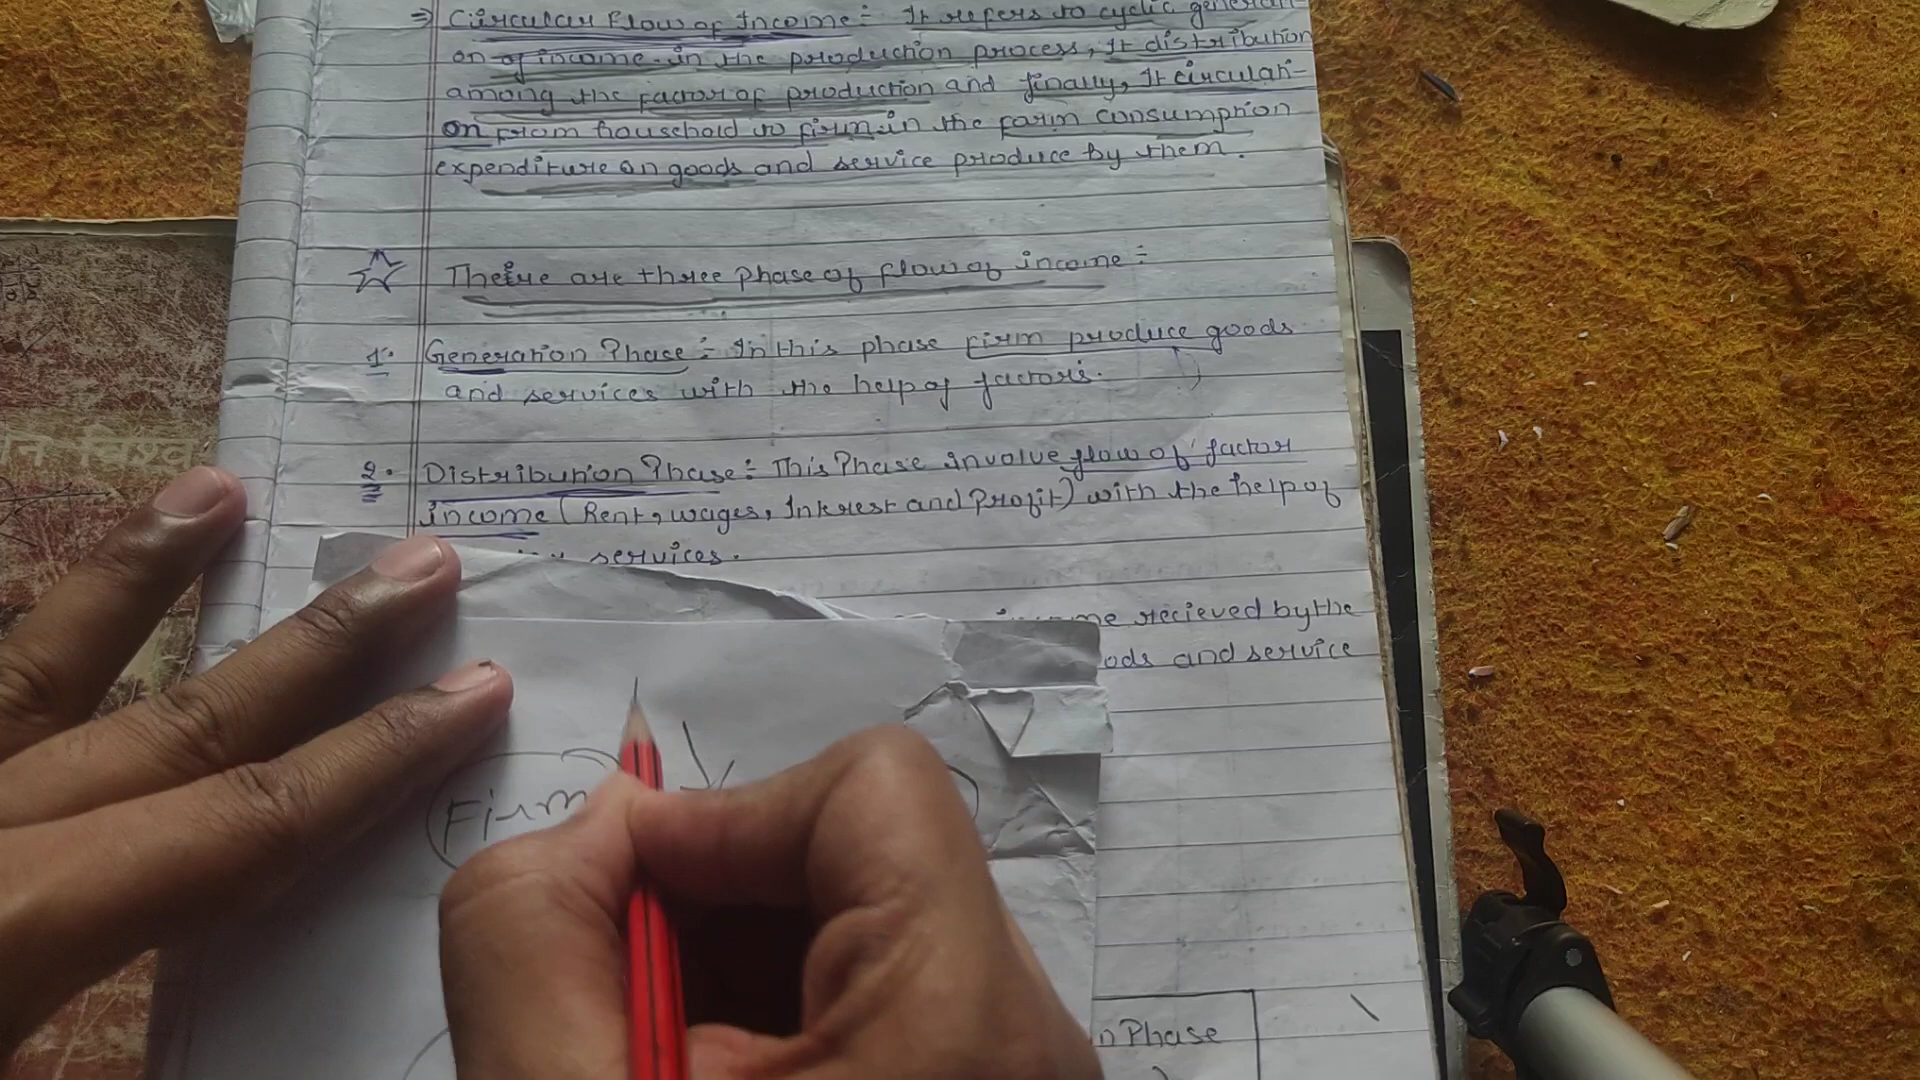 ⇒ Circular Flow of Income :- It refers to cyclic generati-
on of income in the production process, It distribution
among the factor of production and finally, It circulati-
on from household to firm in the form consumption
expenditure on goods and service produce by them.
There are three phase of flow of income :-
1. Generation Phase :- In this phase firm produce goods
and services with the help of factors.
2. Distribution Phase :- This Phase involve flow of factor
income (Rent, wages, Interest and Profit) with the help of
services.
income recieved by the
ods and service
Firm
n Phase